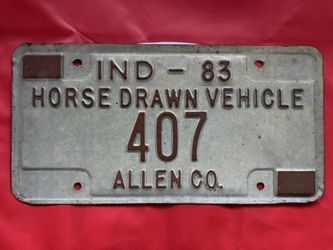 IND - 83
HORSE DRAWN VEHICLE
407
ALLEN CO.